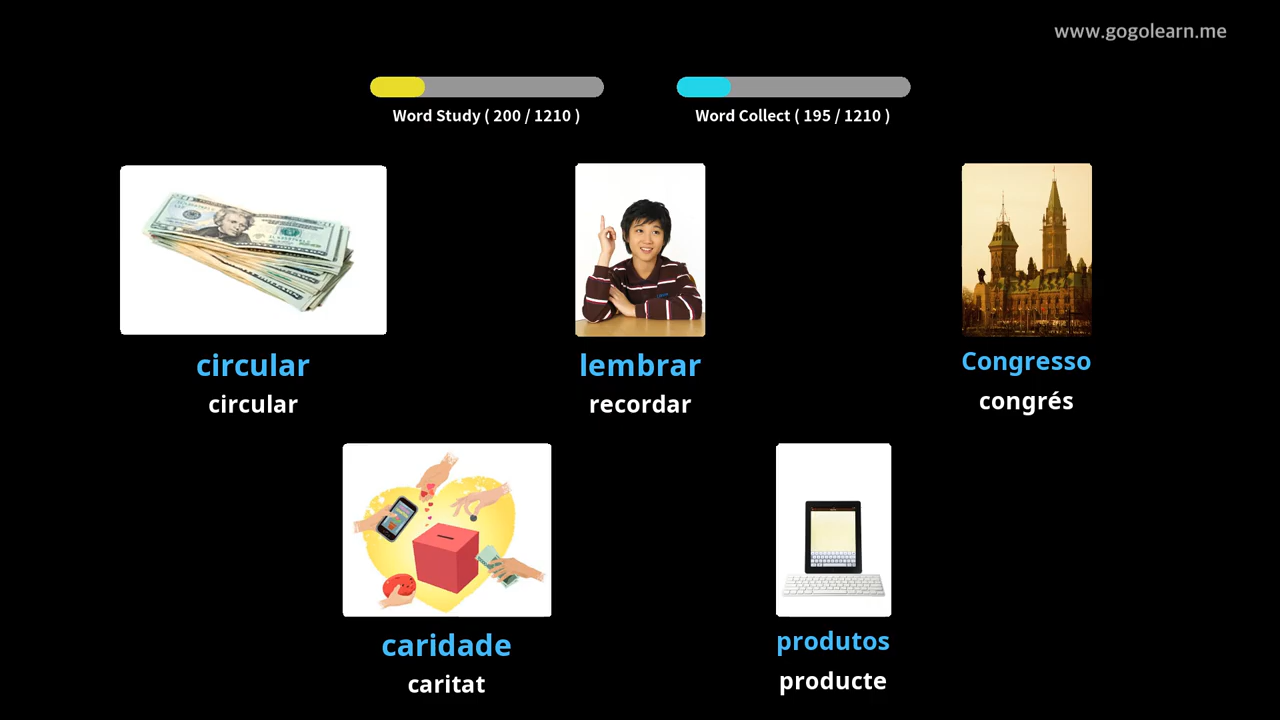 www.gogolearn.me
Word Study ( 200 / 1210 )
Word Collect ( 195 / 1210 )
circular
circular
lembrar
recordar
Congresso
congrés
caridade
caritat
produtos
producte